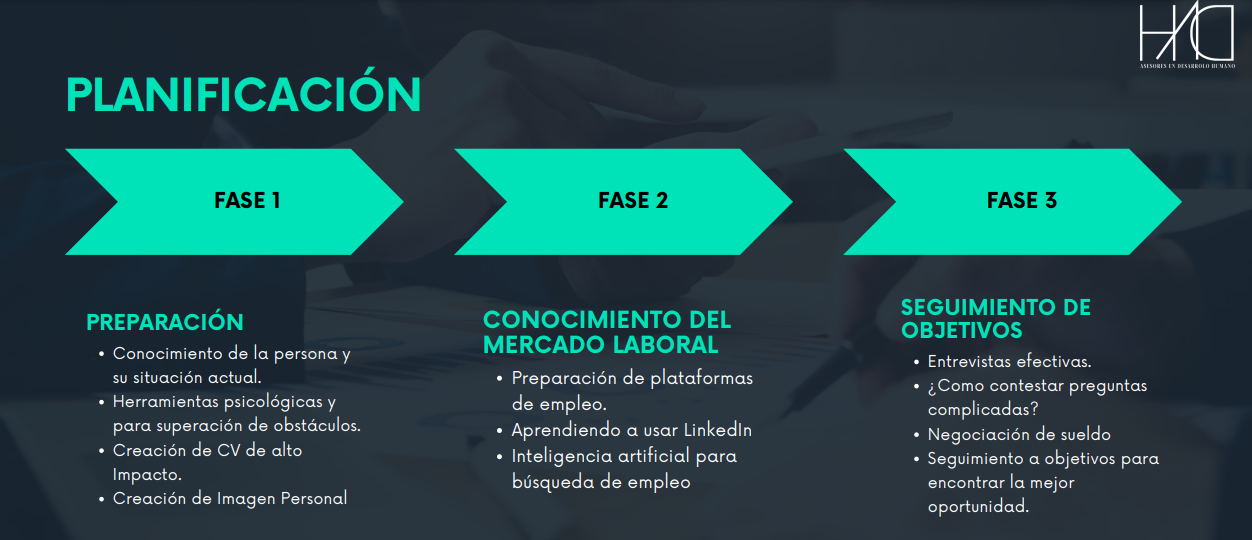 HAD
ASESORES EN DESARROLLO HUMANO
PLANIFICACIÓN
FASE 1
FASE 2
FASE 3
PREPARACIÓN
• Conocimiento de la persona y
su situación actual.
• Herramientas psicológicas y
para superación de obstáculos.
• Creación de CV de alto
Impacto.
• Creación de Imagen Personal
CONOCIMIENTO DEL
MERCADO LABORAL
• Preparación de plataformas
de empleo.
• Aprendiendo a usar LinkedIn
• Inteligencia artificial para
búsqueda de empleo
SEGUIMIENTO DE
OBJETIVOS
• Entrevistas efectivas.
• ¿Como contestar preguntas
complicadas?
• Negociación de sueldo
• Seguimiento a objetivos para
encontrar la mejor
oportunidad.